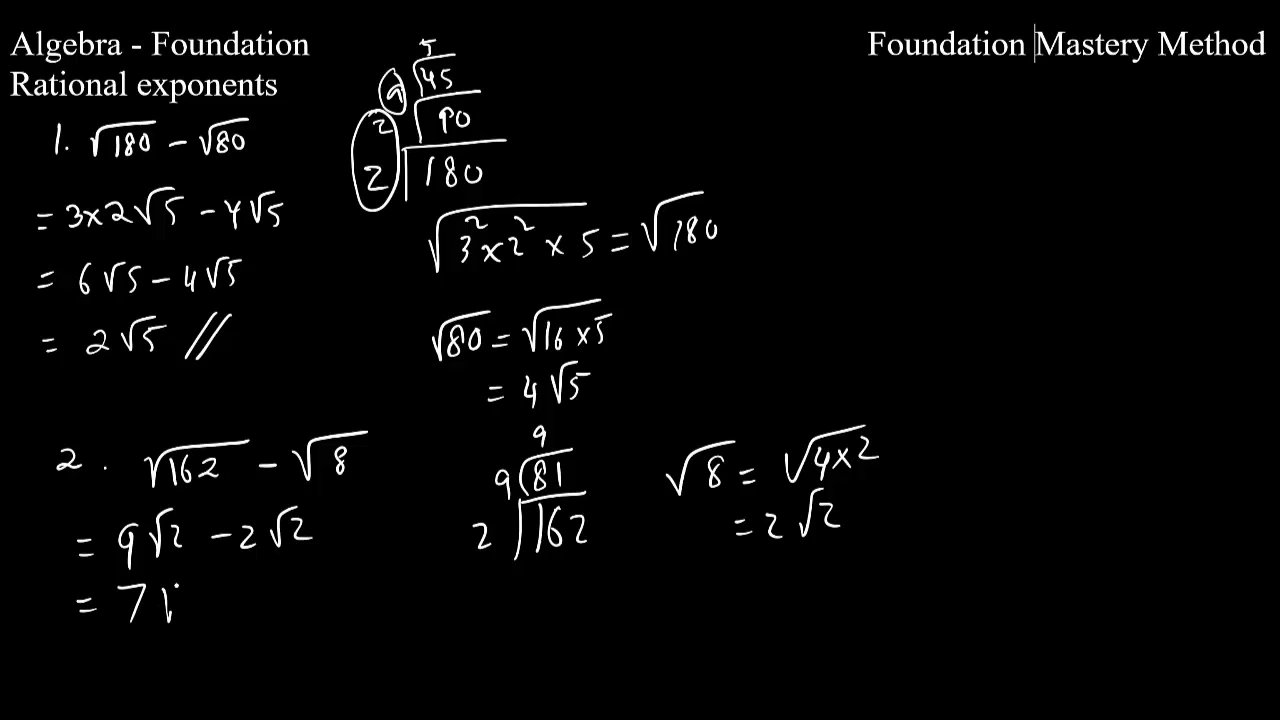 Algebra - Foundation
Foundation Mastery Method
Rational exponents
1. √180 - √80
= 3×2√5 - 4√5
= 6√5 - 4√5
= 2√5 //
5
9 45
2 90
2 180
√3²×2²×5 = √180
√80 = √16×5
= 4√5
2. √162 - √8
= 9√2 - 2√2
= 7
9
9 81
2 162
√8 = √4×2
= 2√2